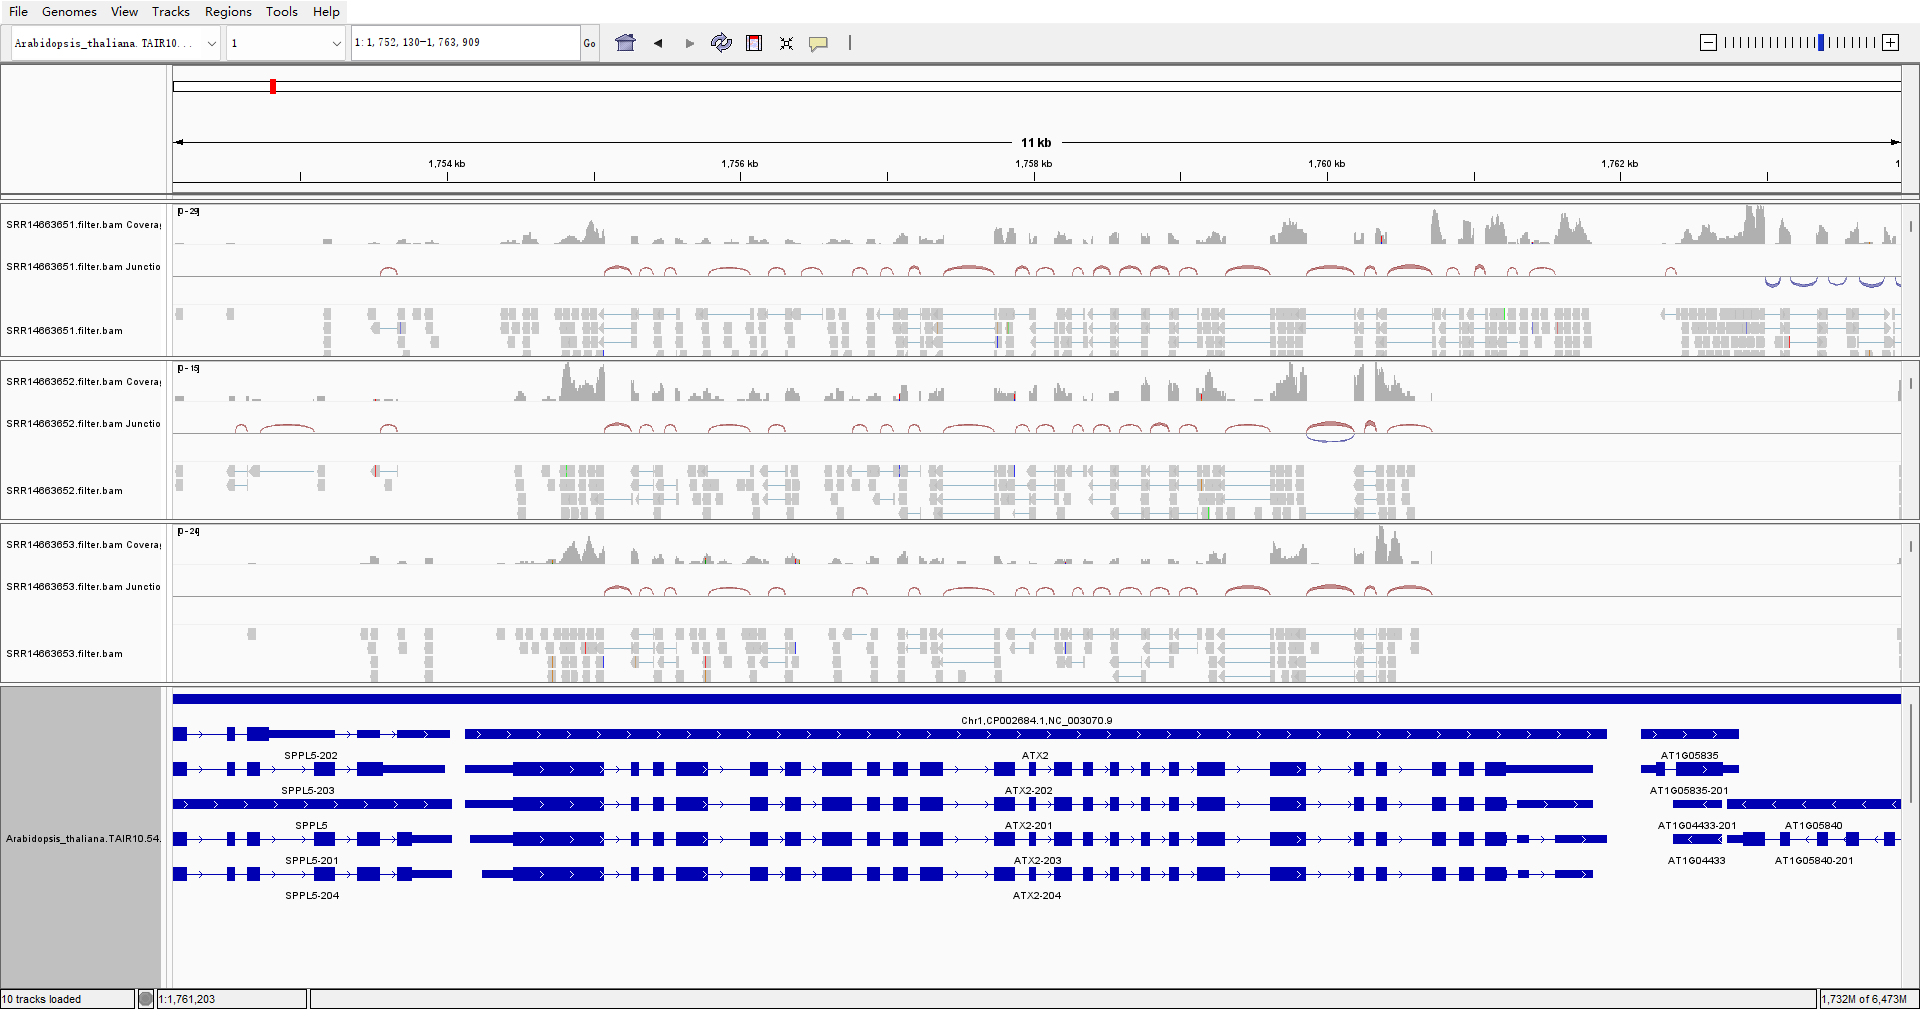 File Genomes View Tracks Regions Tools Help
Arabidopsis_thaliana.TAIR10... 1 1:1,752,130-1,763,909 Go
11 kb
1,754 kb 1,756 kb 1,758 kb 1,760 kb 1,762 kb 1
[0-29]
SRR14663651.filter.bam Covera
SRR14663651.filter.bam Junctio
SRR14663651.filter.bam
[0-15]
SRR14663652.filter.bam Covera
SRR14663652.filter.bam Junctio
SRR14663652.filter.bam
[0-24]
SRR14663653.filter.bam Covera
SRR14663653.filter.bam Junctio
SRR14663653.filter.bam
Chr1,CP002684.1,NC_003070.9
SPPL5-202 ATX2 AT1G05835
SPPL5-203 ATX2-202 AT1G05835-201
SPPL5 ATX2-201 AT1G04433-201 AT1G05840
Arabidopsis_thaliana.TAIR10.54.
SPPL5-201 ATX2-203 AT1G04433 AT1G05840-201
SPPL5-204 ATX2-204
10 tracks loaded 1:1,761,203 1,732M of 6,473M